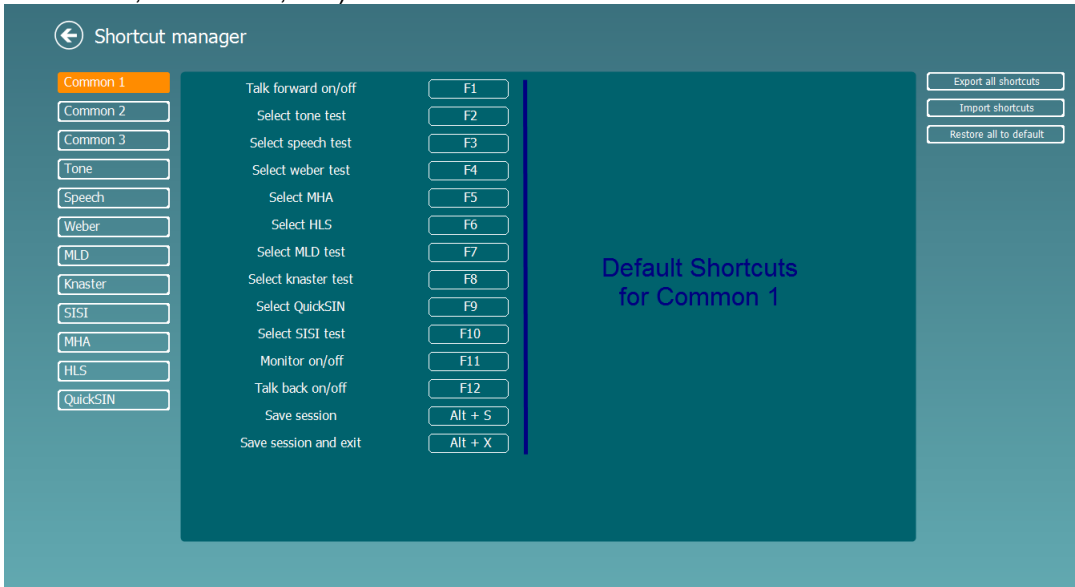 Shortcut manager
Common 1
Common 2
Common 3
Tone
Speech
Weber
MLD
Knaster
SISI
MHA
HLS
QuickSIN
Talk forward on/off F1
Select tone test F2
Select speech test F3
Select weber test F4
Select MHA F5
Select HLS F6
Select MLD test F7
Select knaster test F8
Select QuickSIN F9
Select SISI test F10
Monitor on/off F11
Talk back on/off F12
Save session Alt + S
Save session and exit Alt + X
Default Shortcuts
for Common 1
Export all shortcuts
Import shortcuts
Restore all to default